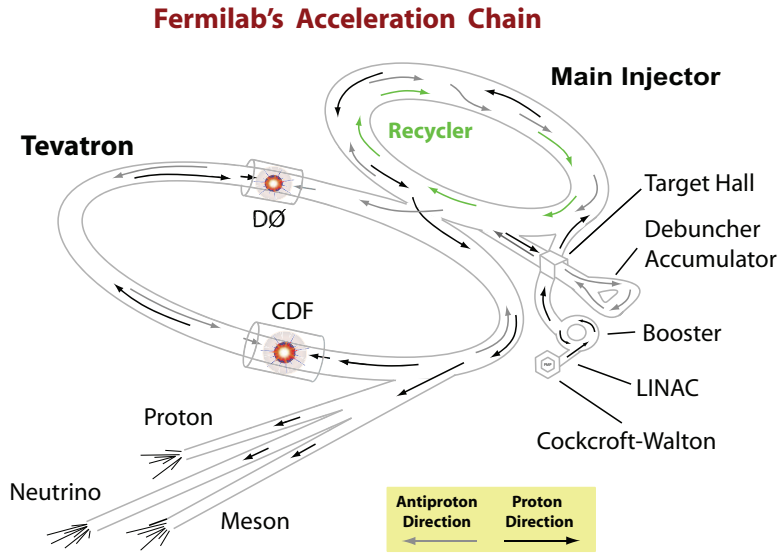 Fermilab's Acceleration Chain
Main Injector
Recycler
Tevatron
Target Hall
DØ
Debuncher
Accumulator
CDF
Booster
LINAC
Proton
Cockcroft-Walton
Neutrino
Meson
Antiproton
Direction
Proton
Direction